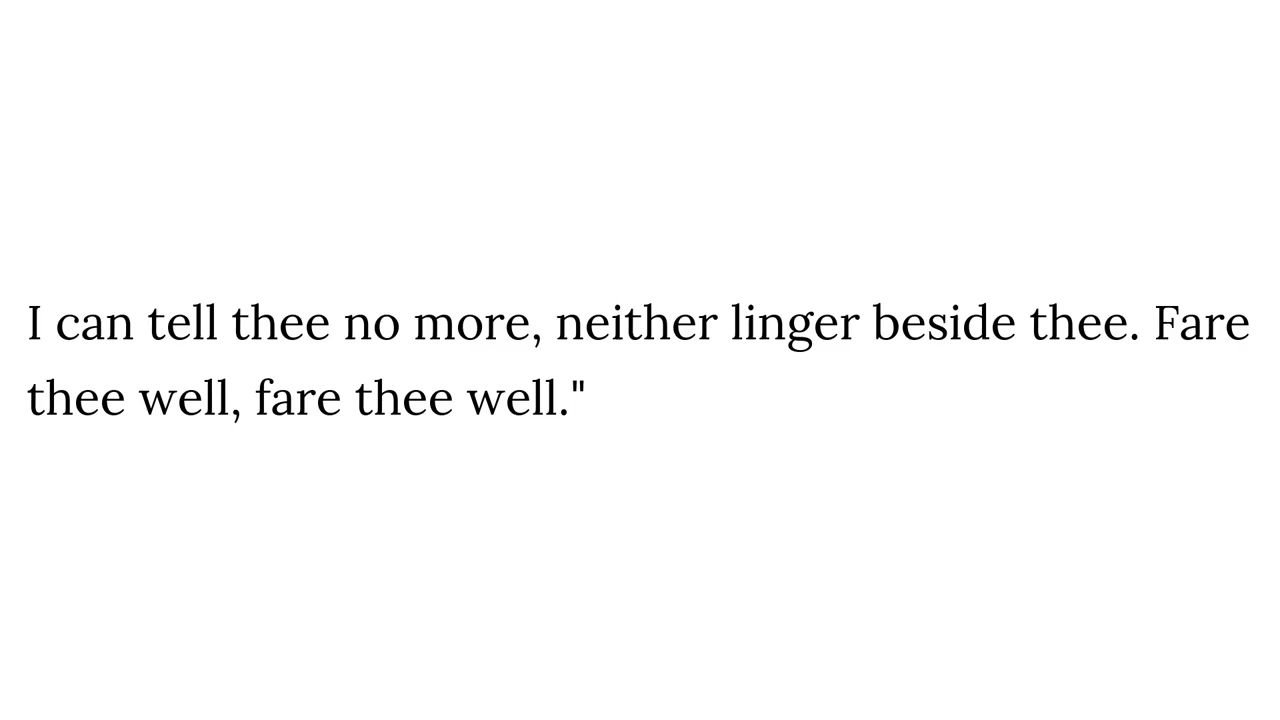 I can tell thee no more, neither linger beside thee. Fare
thee well, fare thee well."